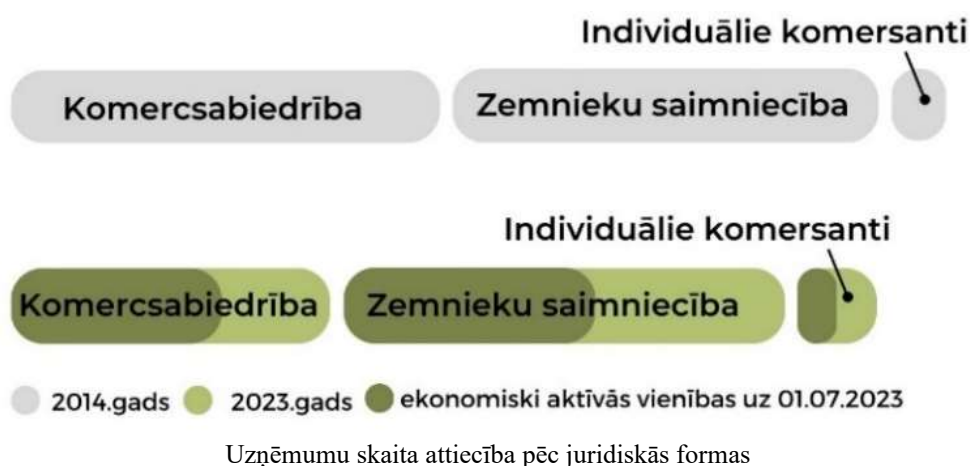 Individuālie komersanti
Komercsabiedrība Zemnieku saimniecība
Individuālie komersanti
Komercsabiedrība Zemnieku saimniecība
2014.gads 2023.gads ekonomiski aktīvās vienības uz 01.07.2023
Uzņēmumu skaita attiecība pēc juridiskās formas